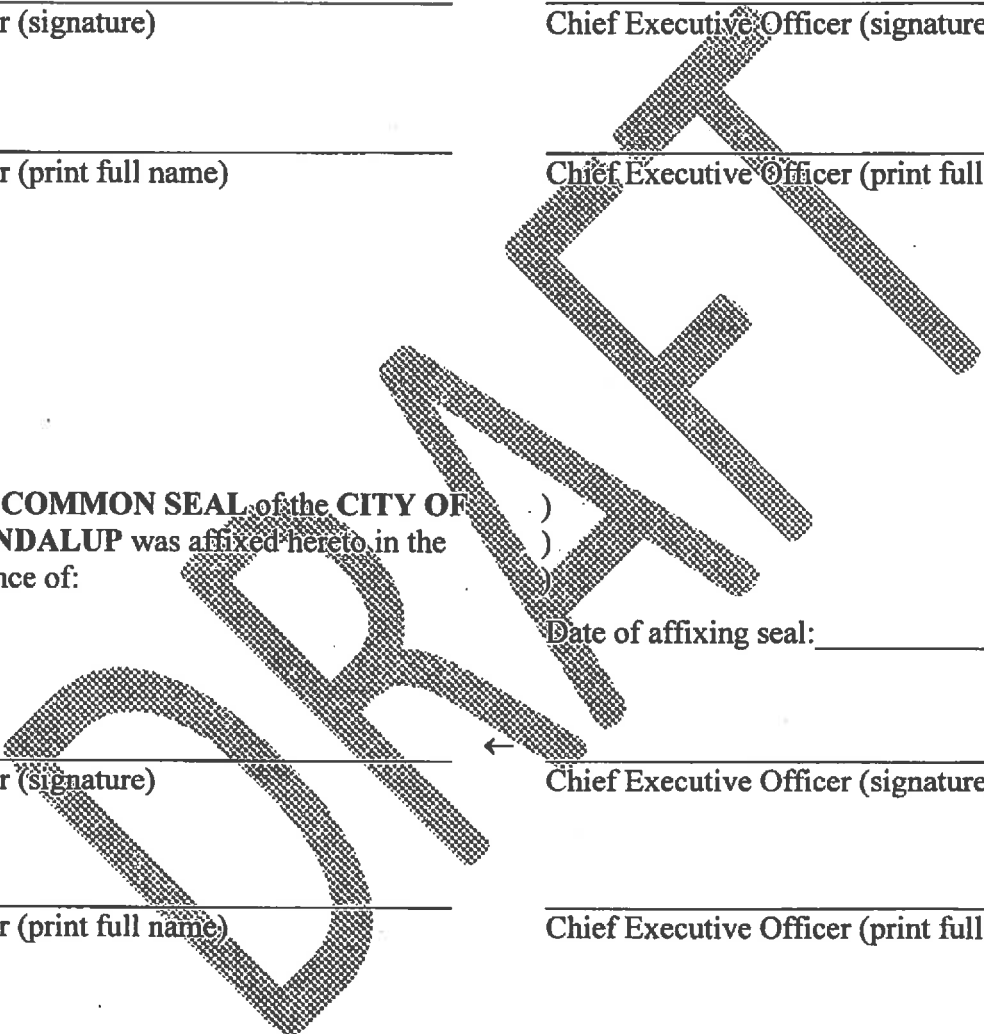 r (signature)
Chief Executive Officer (signature
r (print full name)
Chief Executive Officer (print full
COMMON SEAL of the CITY OF )
NDALUP was affixed hereto in the )
nce of: )
Date of affixing seal:
←
r (signature)
Chief Executive Officer (signature
r (print full name)
Chief Executive Officer (print full
DRAFT